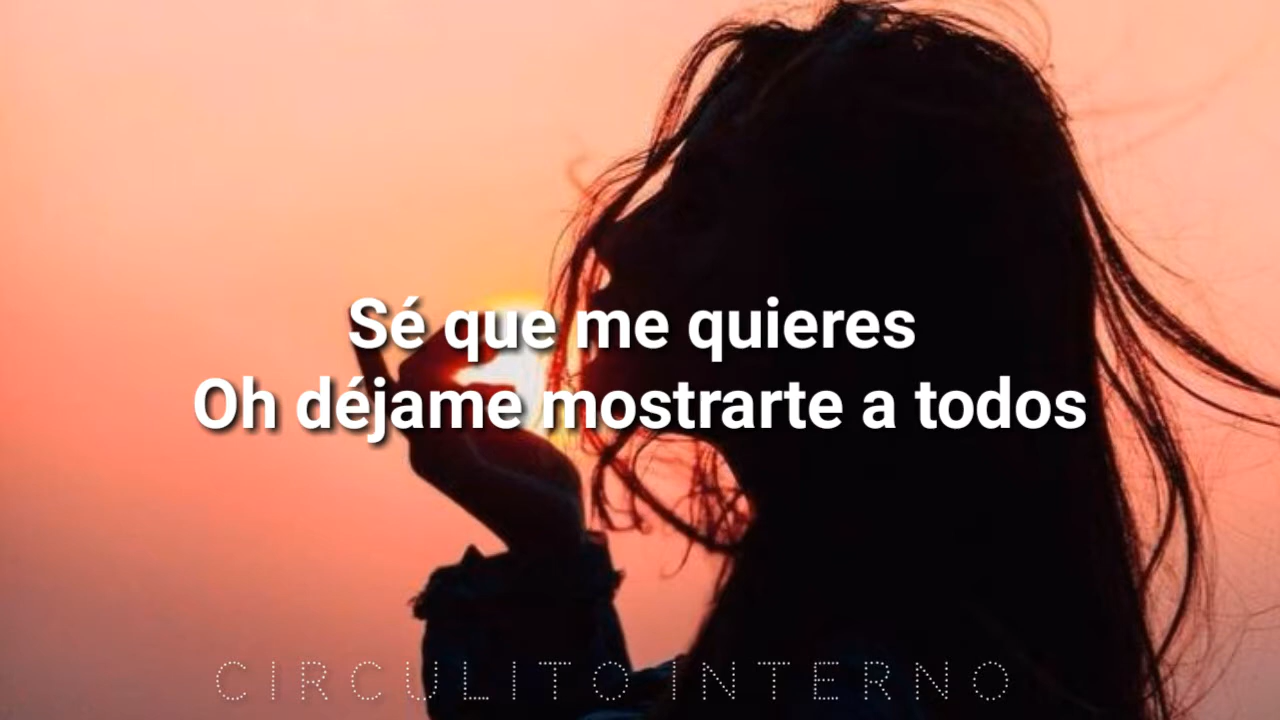 Sé que me quieres
Oh déjame mostrarte a todos
CIRCULITO INTERNO